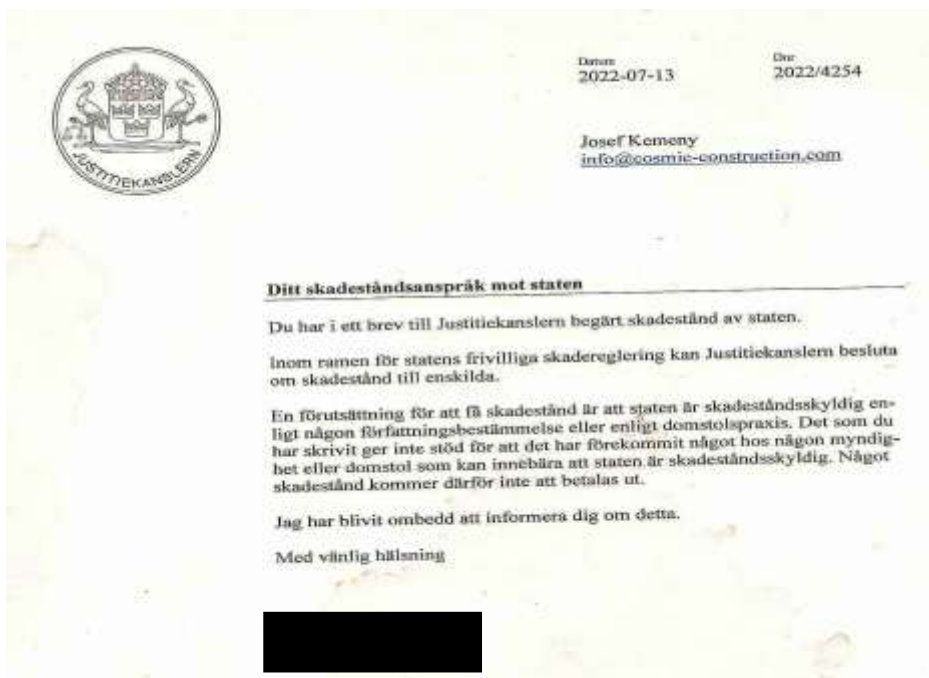 Datum
2022-07-13
Dnr
2022/4254
JUSTITIEKANSLERN
Josef Kemeny
info@cosmic-construction.com
Ditt skadeståndsanspråk mot staten
Du har i ett brev till Justitiekanslern begärt skadestånd av staten.
Inom ramen för statens frivilliga skadereglering kan Justitiekanslern besluta
om skadestånd till enskilda.
En förutsättning för att få skadestånd är att staten är skadeståndsskyldig en-
ligt någon författningsbestämmelse eller enligt domstolspraxis. Det som du
har skrivit ger inte stöd för att det har förekommit något hos någon myndig-
het eller domstol som kan innebära att staten är skadeståndsskyldig. Något
skadestånd kommer därför inte att betalas ut.
Jag har blivit ombedd att informera dig om detta.
Med vänlig hälsning